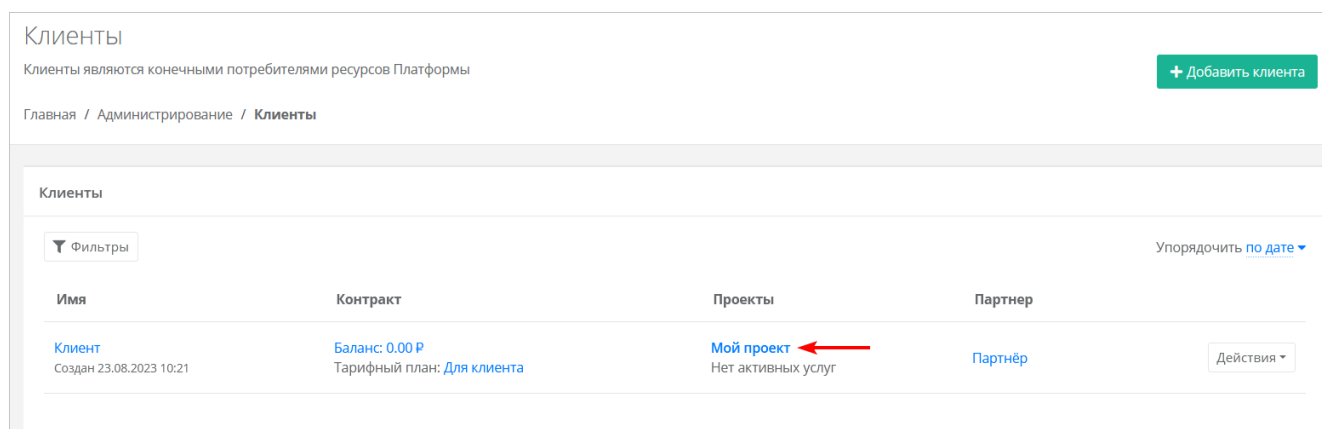 Клиенты
Клиенты являются конечными потребителями ресурсов Платформы
Добавить клиента
Главная / Администрирование / Клиенты
Клиенты
Фильтры
Упорядочить по дате
Имя Контракт Проекты Партнер
Клиент Баланс: 0.00 ₽ Мой проект Партнёр Действия
Создан 23.08.2023 10:21 Тарифный план: Для клиента Нет активных услуг